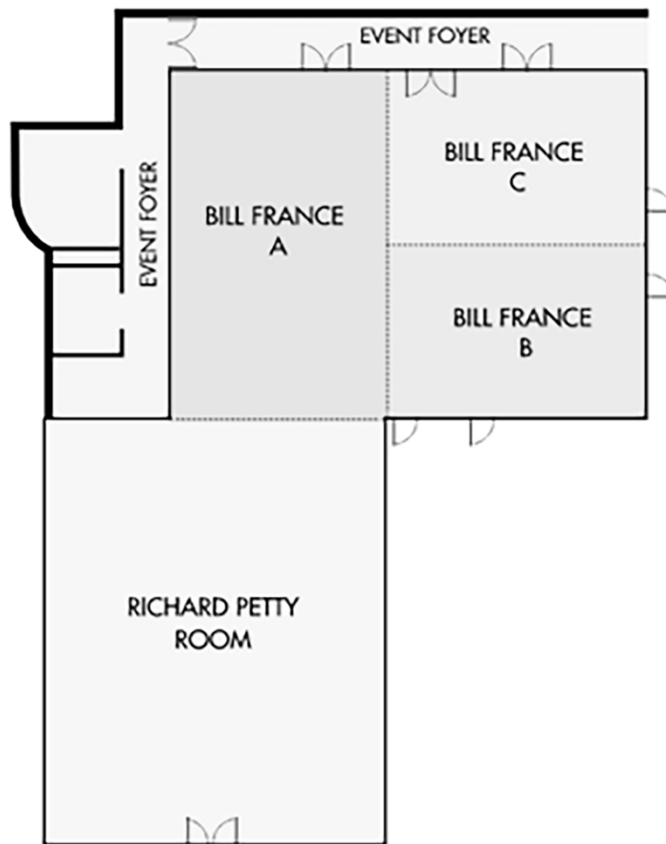 EVENT FOYER
EVENT FOYER
BILL FRANCE
A
BILL FRANCE
C
BILL FRANCE
B
RICHARD PETTY
ROOM